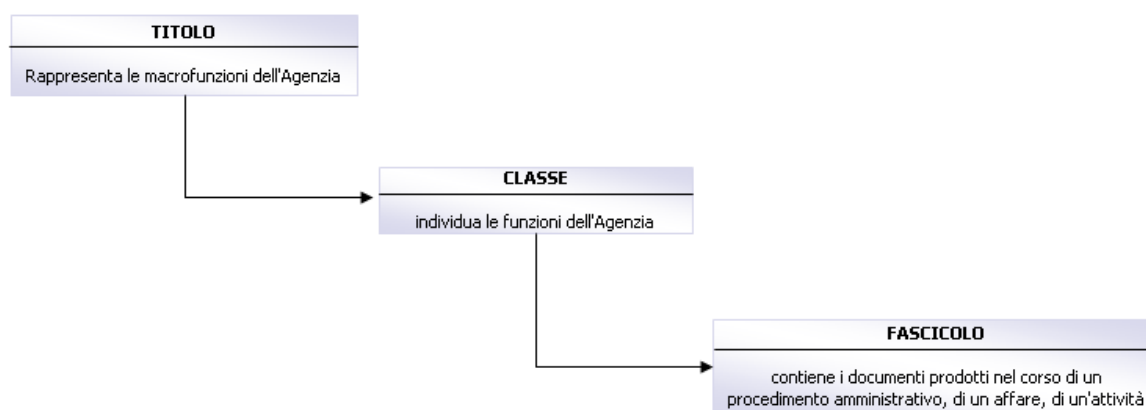 TITOLO
Rappresenta le macrofunzioni dell'Agenzia
CLASSE
individua le funzioni dell'Agenzia
FASCICOLO
contiene i documenti prodotti nel corso di un
procedimento amministrativo, di un affare, di un'attività